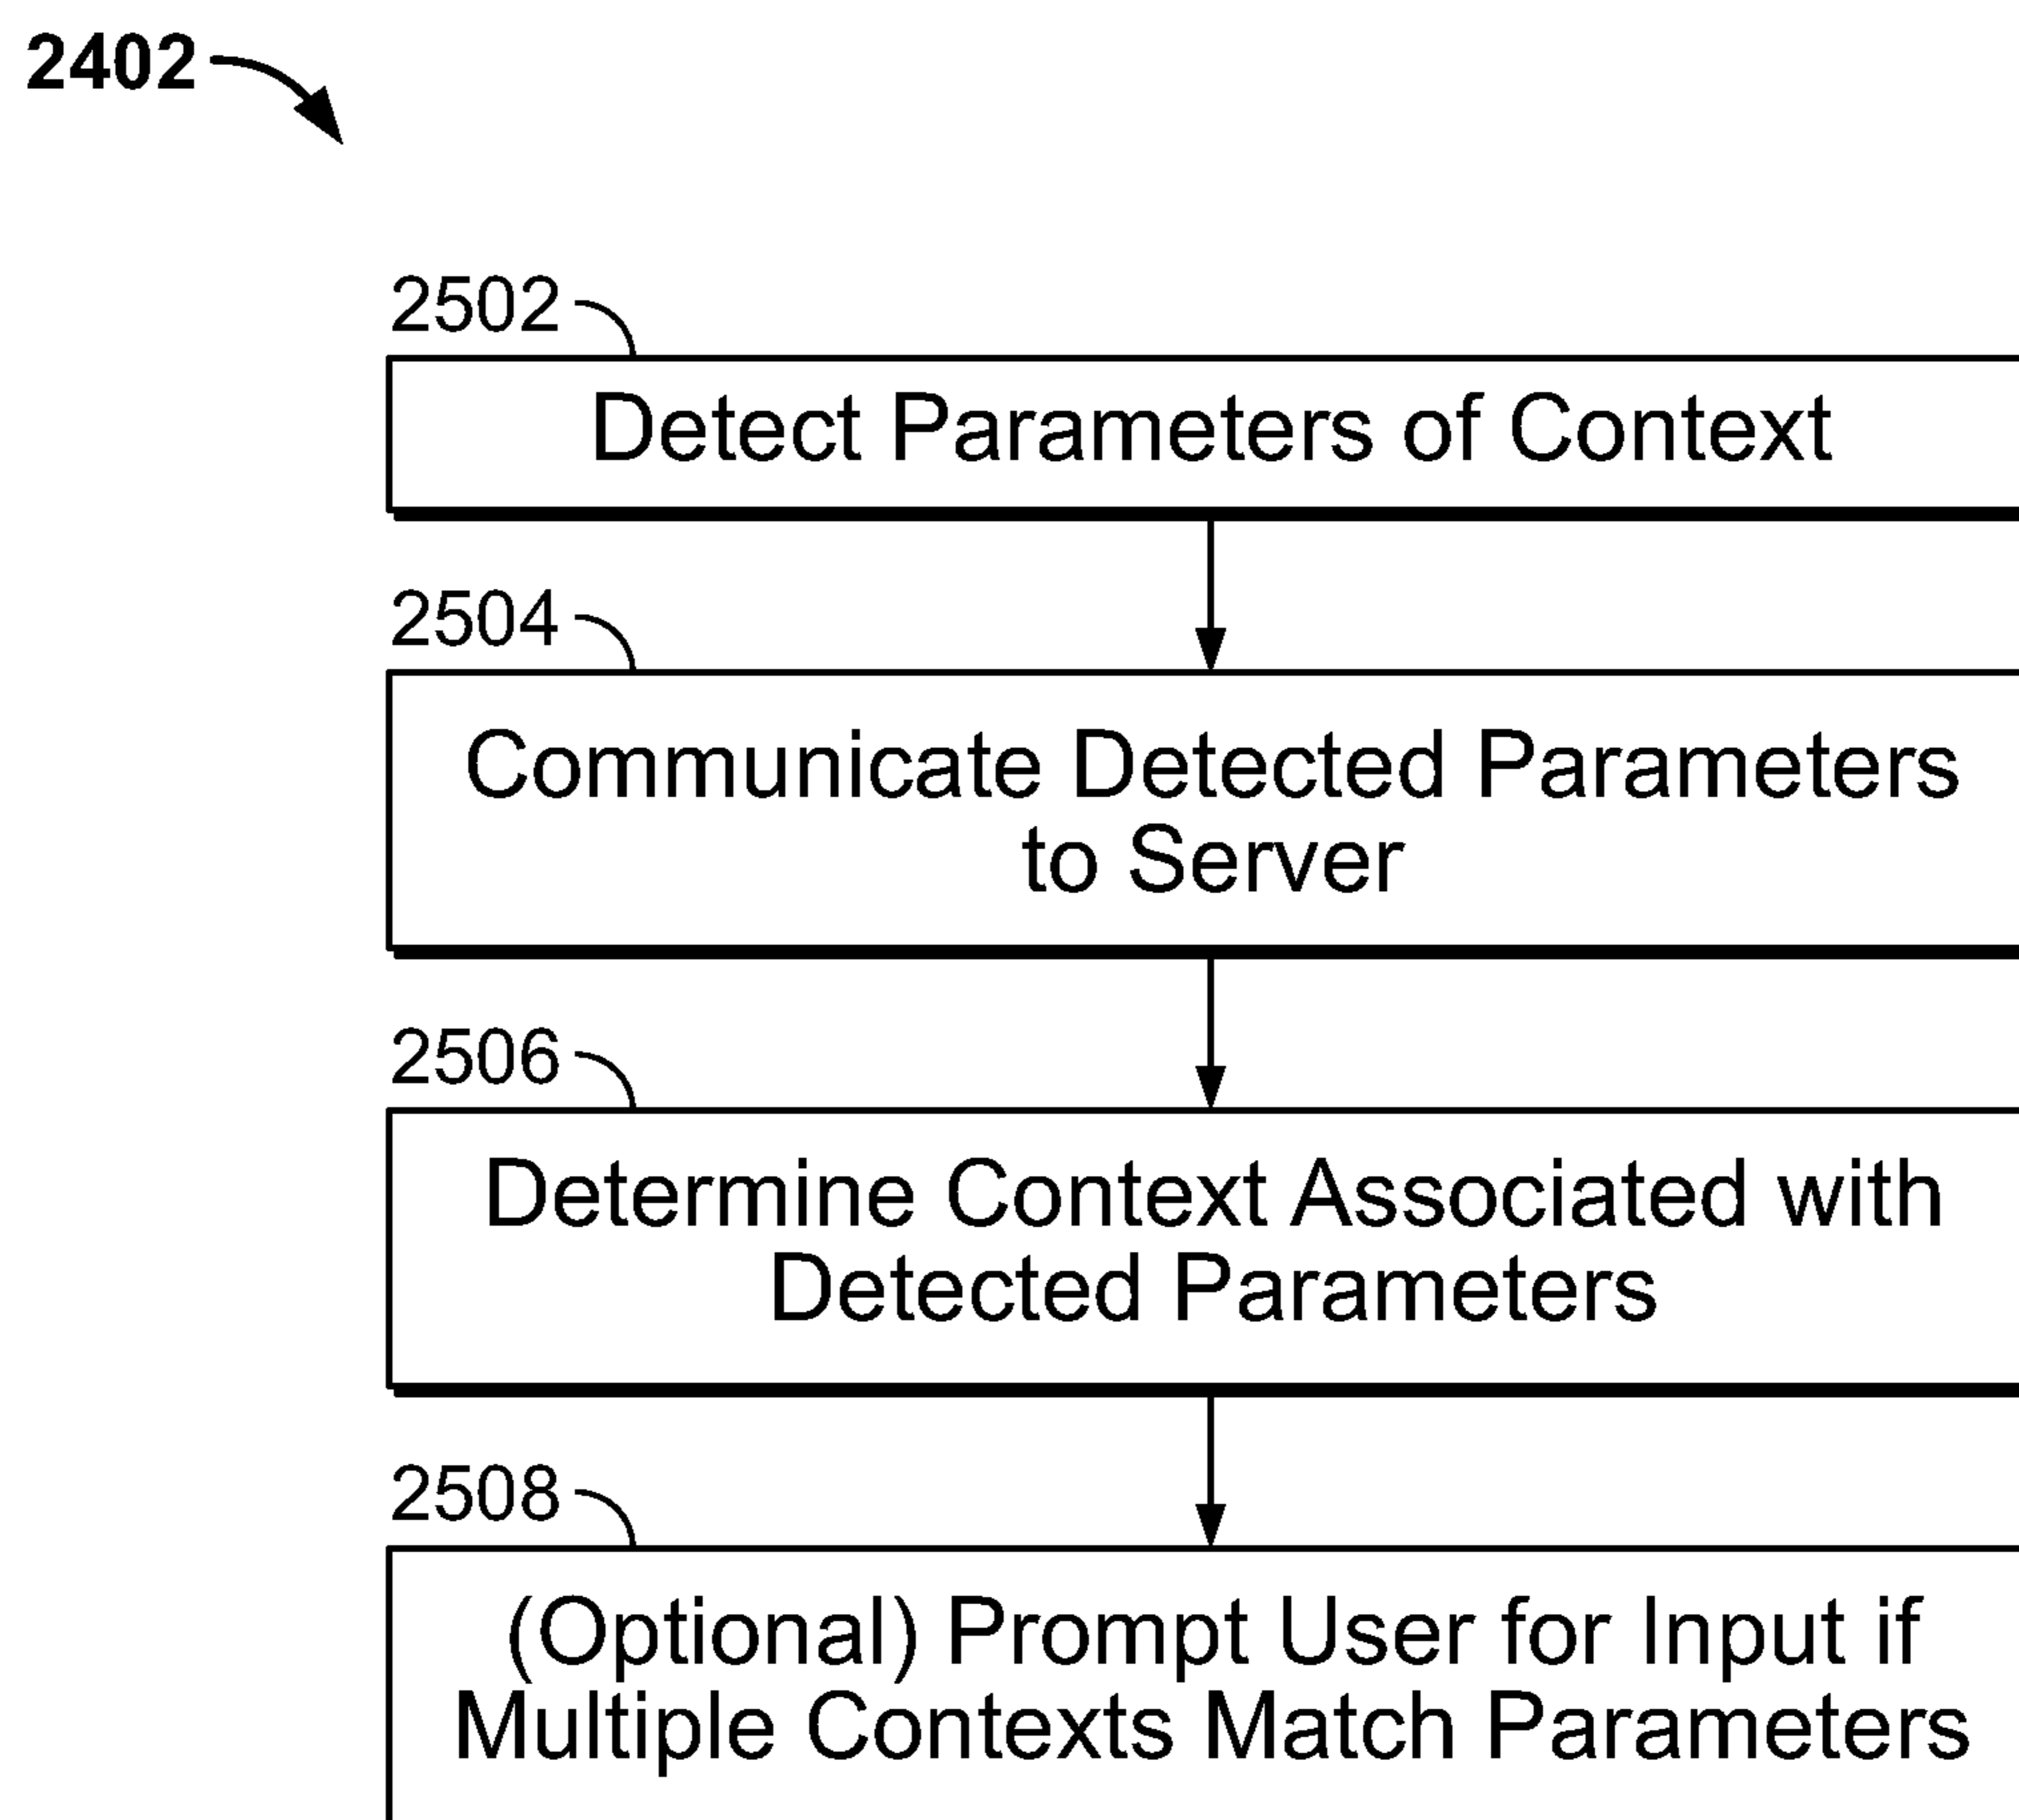 2402
2502
Detect Parameters of Context
2504
Communicate Detected Parameters
to Server
2506
Determine Context Associated with
Detected Parameters
2508
(Optional) Prompt User for Input if
Multiple Contexts Match Parameters